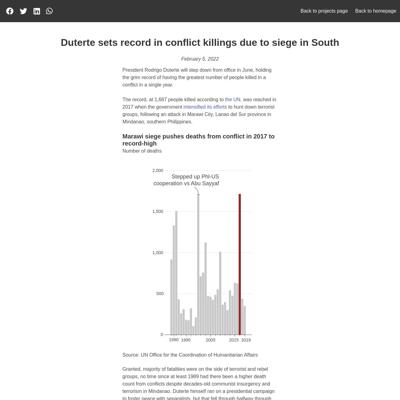 Back to projects page Back to homepage
Duterte sets record in conflict killings due to siege in South
February 5, 2022
President Rodrigo Duterte will step down from office in June, holding
the grim record of having the greatest number of people killed in a
conflict in a single year.
The record, at 1,687 people killed according to the UN, was reached in
2017 when the government intensified its efforts to hunt down terrorist
groups, following an attack in Marawi City, Lanao del Sur province in
Mindanao, southern Philippines.
Marawi siege pushes deaths from conflict in 2017 to
record-high
Number of deaths
2,000
Stepped up Phl-US
cooperation vs Abu Sayyaf
1,500
1,000
500
0
1990 1995 2005 2015 2019
Source: UN Office for the Coordination of Humanitarian Affairs
Granted, majority of fatalities were on the side of terrorist and rebel
groups, no time since at least 1989 had there been a higher death
count from conflicts despite decades-old communist insurgency and
terrorism in Mindanao. Duterte himself ran on a presidential campaign
to foster peace with separatists, but that fell through halfway through